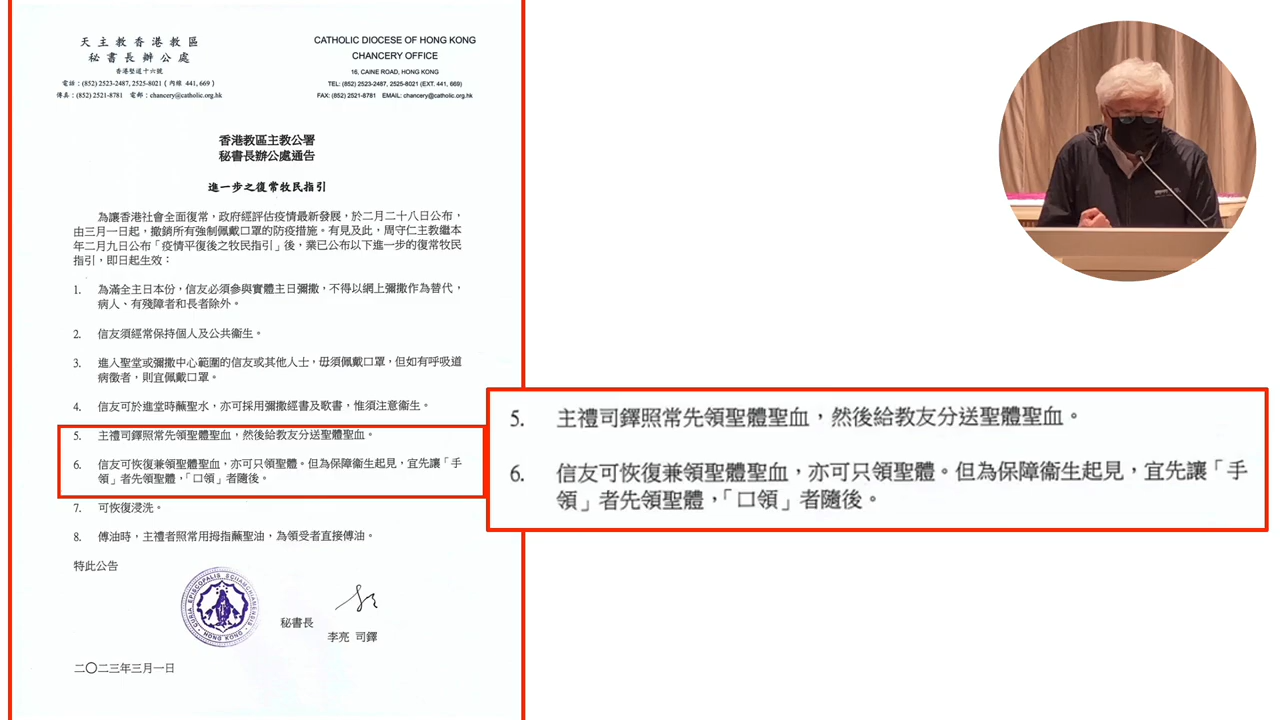 天主教香港教區
秘書長辦公處
香港堅道十六號
電話：(852) 2523-2487, 2525-8021 ( 內線 441, 669 )
傳真：(852) 2521-8781 電郵：chancery@catholic.org.hk
CATHOLIC DIOCESE OF HONG KONG
CHANCERY OFFICE
16, CAINE ROAD, HONG KONG
TEL: (852) 2523-2487, 2525-8021 (EXT. 441, 669)
FAX: (852) 2521-8781 EMAIL: chancery@catholic.org.hk
香港教區主教公署
秘書長辦公處通告
進一步之復常牧民指引
為讓香港社會全面復常，政府經評估疫情最新發展，於二月二十八日公布，
由三月一日起，撤銷所有強制佩戴口罩的防疫措施。有見及此，周守仁主教繼本
年二月九日公布「疫情平復後之牧民指引」後，業已公布以下進一步的復常牧民
指引，即日起生效：
1. 為滿全主日本份，信友必須參與實體主日彌撒，不得以網上彌撒作為替代，
病人、有殘障者和長者除外。
2. 信友須經常保持個人及公共衞生。
3. 進入聖堂或彌撒中心範圍的信友或其他人士，毋須佩戴口罩，但如有呼吸道
病徵者，則宜佩戴口罩。
4. 信友可於進堂時蘸聖水，亦可採用彌撒經書及歌書，惟須注意衞生。
5. 主禮司鐸照常先領聖體聖血，然後給教友分送聖體聖血。
6. 信友可恢復兼領聖體聖血，亦可只領聖體。但為保障衞生起見，宜先讓「手
領」者先領聖體，「口領」者隨後。
7. 可恢復浸洗。
8. 傅油時，主禮者照常用拇指蘸聖油，為領受者直接傅油。
特此公告
CURIA EPISCOPALIS SCIAMCHIAMENSIS
HONG KONG
秘書長
李亮 司鐸
二〇二三年三月一日
5. 主禮司鐸照常先領聖體聖血，然後給教友分送聖體聖血。
6. 信友可恢復兼領聖體聖血，亦可只領聖體。但為保障衞生起見，宜先讓「手
領」者先領聖體，「口領」者隨後。